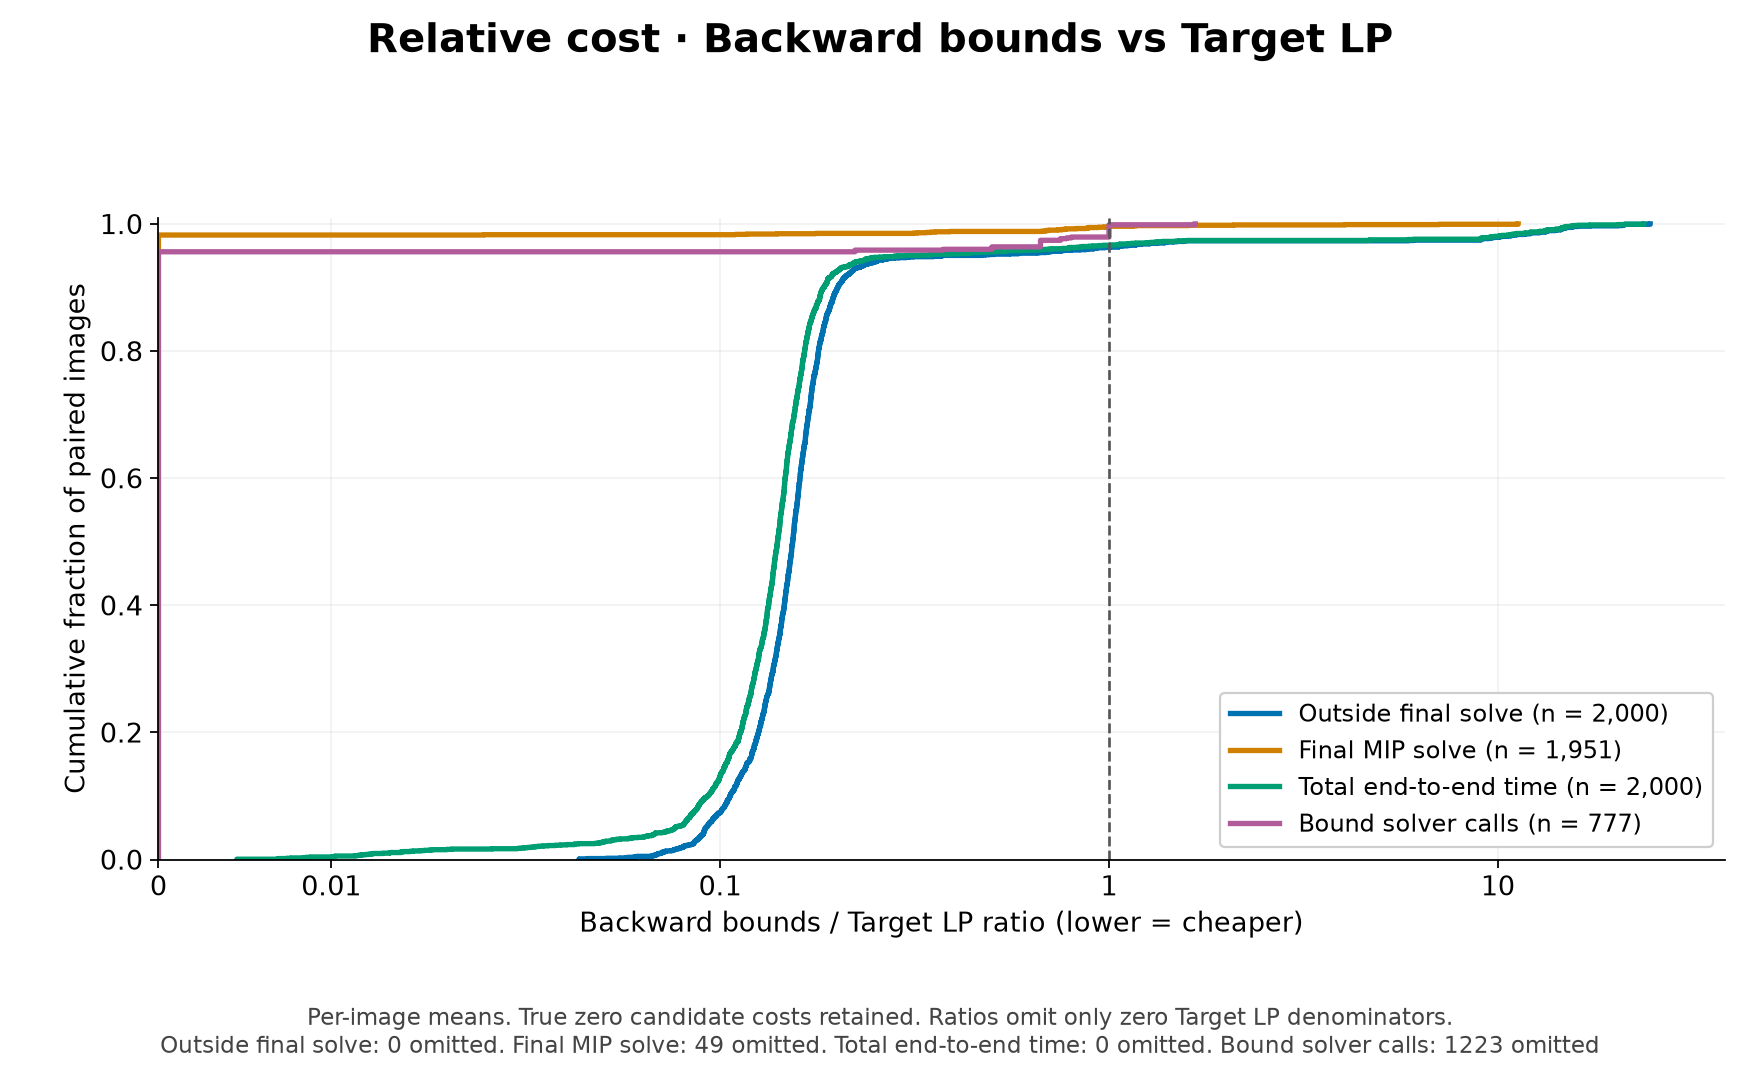 Relative cost · Backward bounds vs Target LP
Cumulative fraction of paired images
1.0
0.8
0.6
0.4
0.2
0.0
0
0.01
0.1
1
10
Outside final solve (n = 2,000)
Final MIP solve (n = 1,951)
Total end-to-end time (n = 2,000)
Bound solver calls (n = 777)
Backward bounds / Target LP ratio (lower = cheaper)
Per-image means. True zero candidate costs retained. Ratios omit only zero Target LP denominators.
Outside final solve: 0 omitted. Final MIP solve: 49 omitted. Total end-to-end time: 0 omitted. Bound solver calls: 1223 omitted